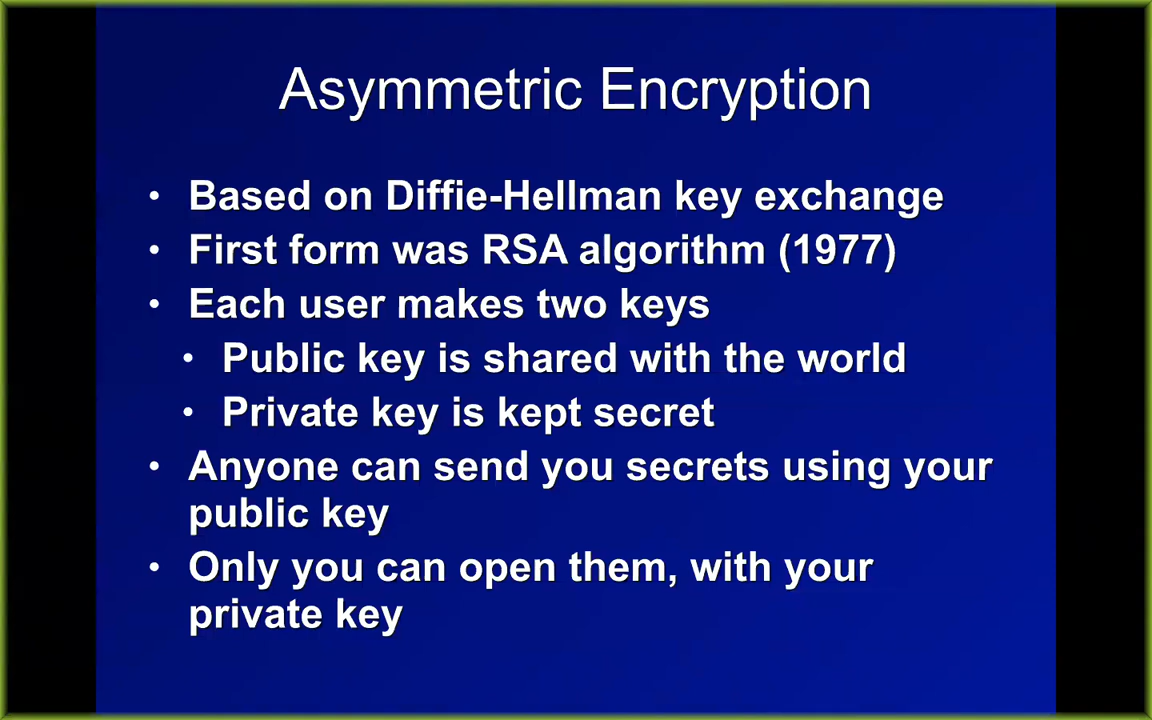 Asymmetric Encryption
• Based on Diffie-Hellman key exchange
• First form was RSA algorithm (1977)
• Each user makes two keys
• Public key is shared with the world
• Private key is kept secret
• Anyone can send you secrets using your
public key
• Only you can open them, with your
private key